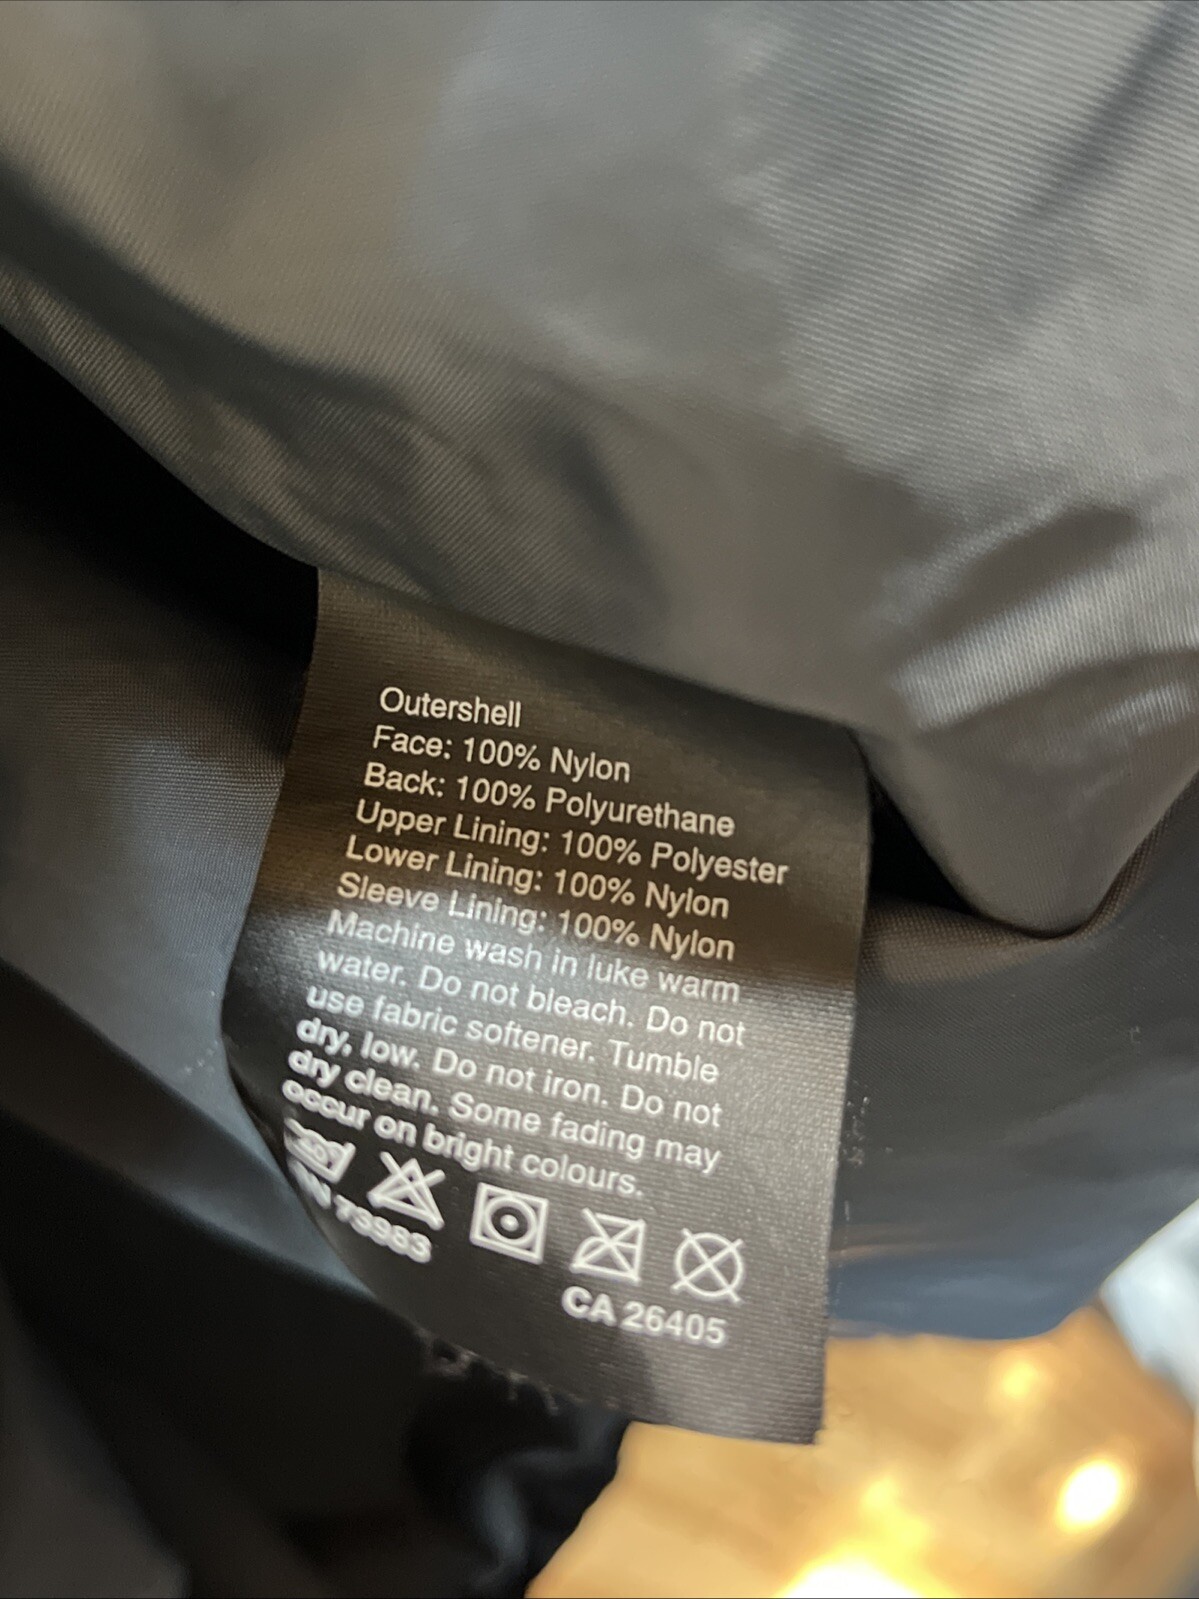 Outershell
Face: 100% Nylon
Back: 100% Polyurethane
Upper Lining: 100% Polyester
Lower Lining: 100% Nylon
Sleeve Lining: 100% Nylon
Machine wash in luke warm
water. Do not bleach. Do not
use fabric softener. Tumble
dry, low. Do not iron. Do not
dry clean. Some fading may
occur on bright colours.
CA 26405